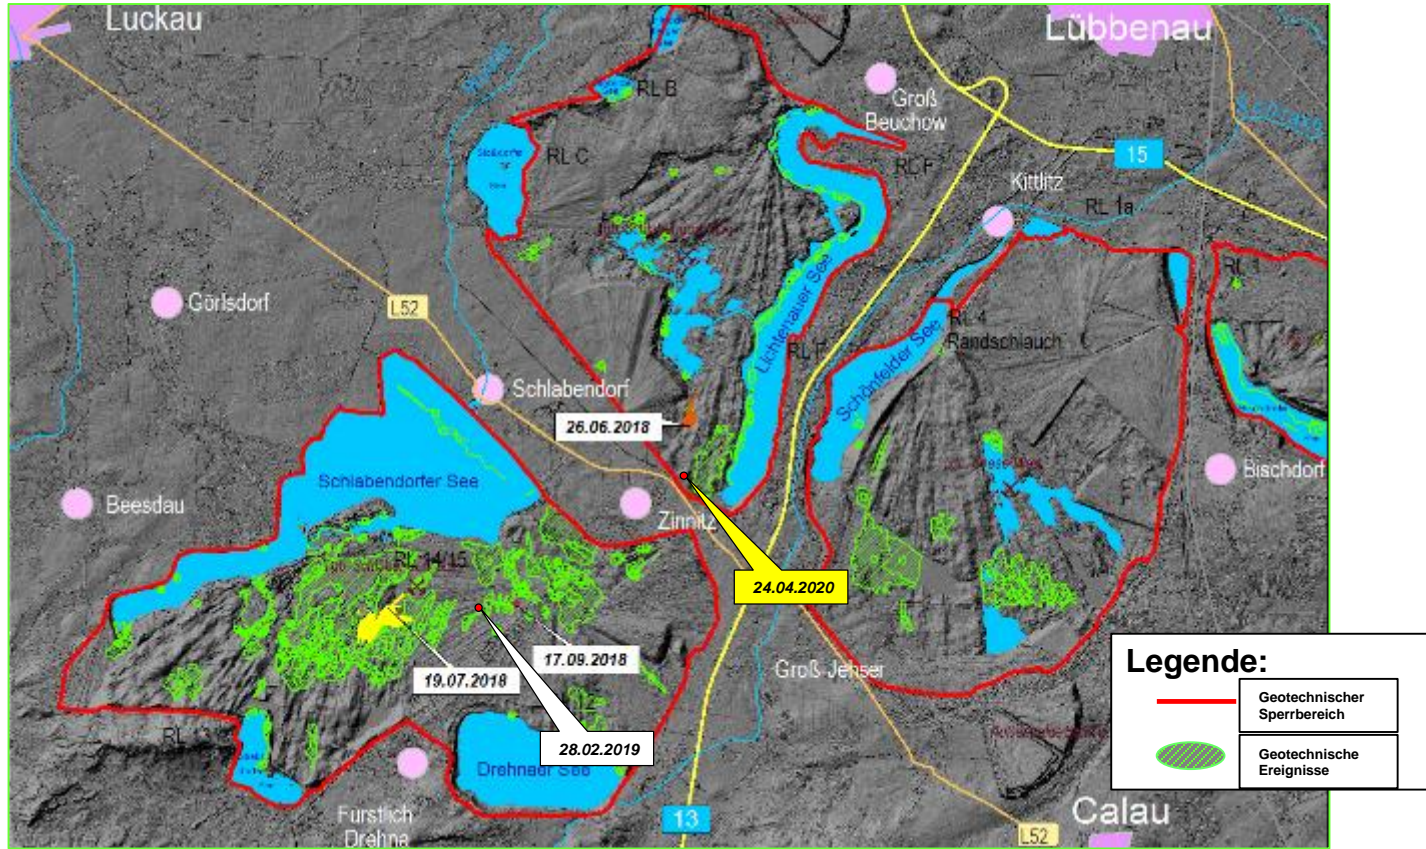 Luckau
Lübbenau
RL B
Groß
Beuchow
RL C
RL F
15
Kittlitz
RL 1a
Görlsdorf
L52
Lichtenauer See
Schönfelder See
RL 4
Randschlauch
Schlabendorf
26.06.2018
Schlabendorfer See
Bischdorf
Beesdau
Zinnitz
RL 14/15
24.04.2020
17.09.2018
19.07.2018
Groß Jehser
28.02.2019
Drehnaer See
Fürstlich
Drehna
13
L52
Calau
Legende:
Geotechnischer
Sperrbereich
Geotechnische
Ereignisse